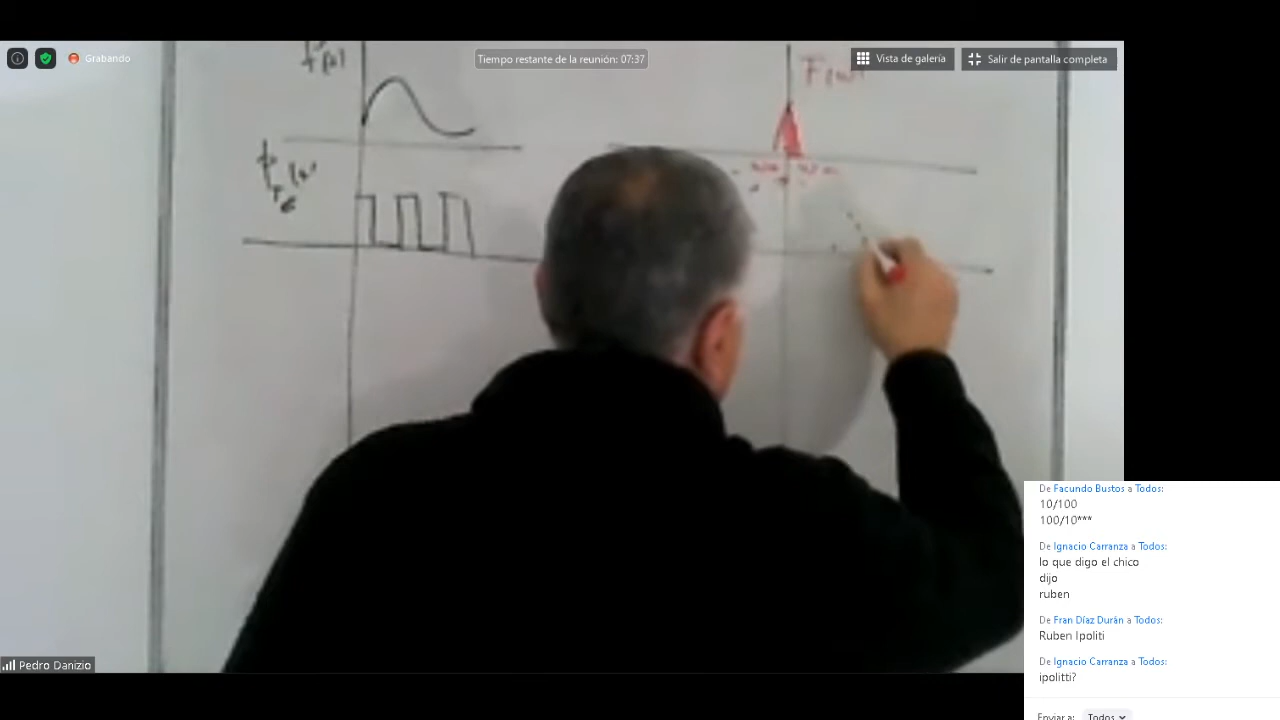 Grabando
Tiempo restante de la reunión: 07:37
Vista de galería
Salir de pantalla completa
F(w)
De Facundo Bustos a Todos:
10/100
100/10***
De Ignacio Carranza a Todos:
lo que digo el chico
dijo
ruben
De Fran Díaz Durán a Todos:
Ruben Ipoliti
De Ignacio Carranza a Todos:
ipolitti?
Enviar a: Todos
Pedro Danizio